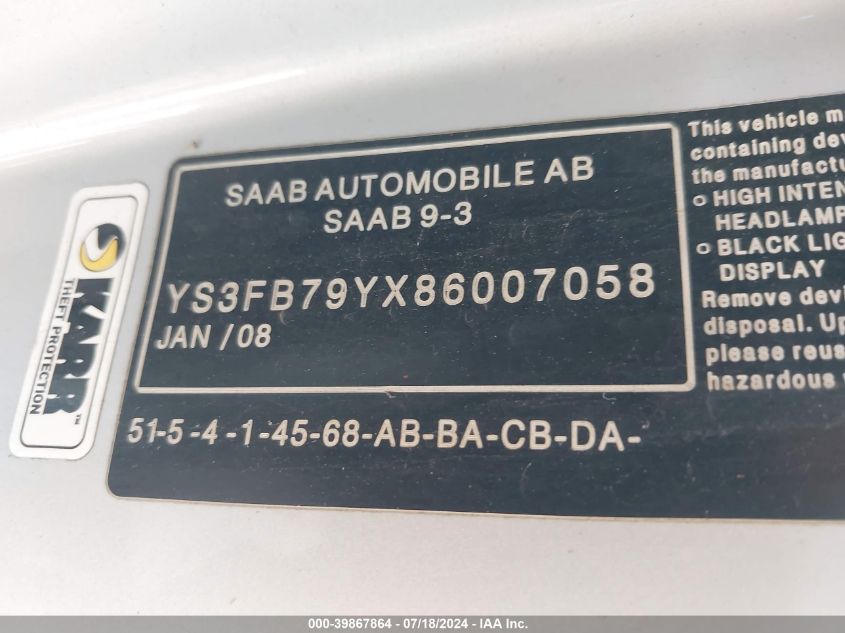 SAAB AUTOMOBILE AB
SAAB 9-3
YS3FB79YX86007058
JAN /08
51-5-4-1-45-68-AB-BA-CB-DA-
This vehicle m
containing dev
the manufactu
o HIGH INTEN
HEADLAMP
o BLACK LIG
DISPLAY
Remove devi
disposal. Up
please reus
hazardous
KARR™
THEFT PROTECTION
000-39867864 - 07/18/2024 - IAA Inc.